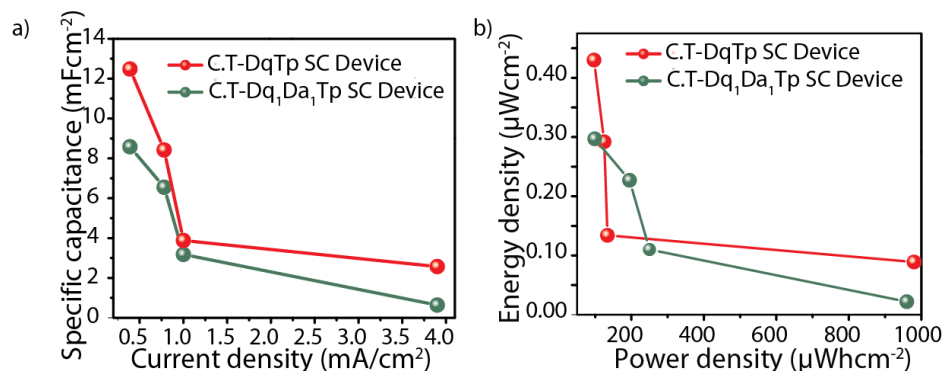 a)
Specific capacitance (mFcm⁻²)
14
12
10
8
6
4
2
0
C.T-DqTp SC Device
C.T-Dq₁Da₁Tp SC Device
0.5 1.0 1.5 2.0 2.5 3.0 3.5 4.0
Current density (mA/cm²)
b)
Energy density (μWcm⁻²)
0.40
0.30
0.20
0.10
0.00
C.T-DqTp SC Device
C.T-Dq₁Da₁Tp SC Device
200 400 600 800 1000
Power density (μWhcm⁻²)